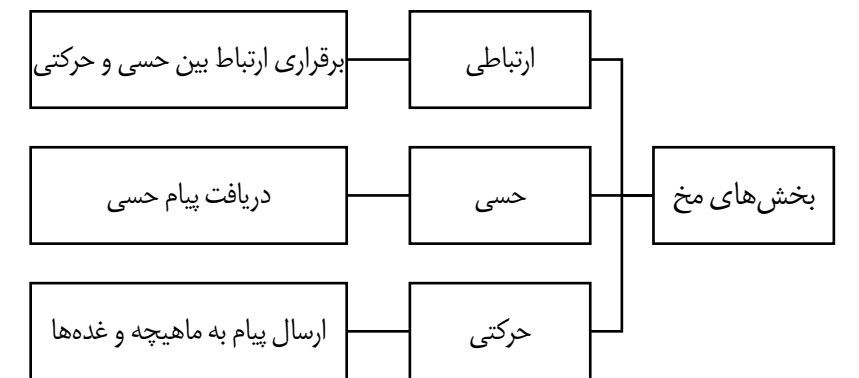 بخش‌های مخ
ارتباطی
برقراری ارتباط بین حسی و حرکتی
حسی
دریافت پیام حسی
حرکتی
ارسال پیام به ماهیچه و غده‌ها